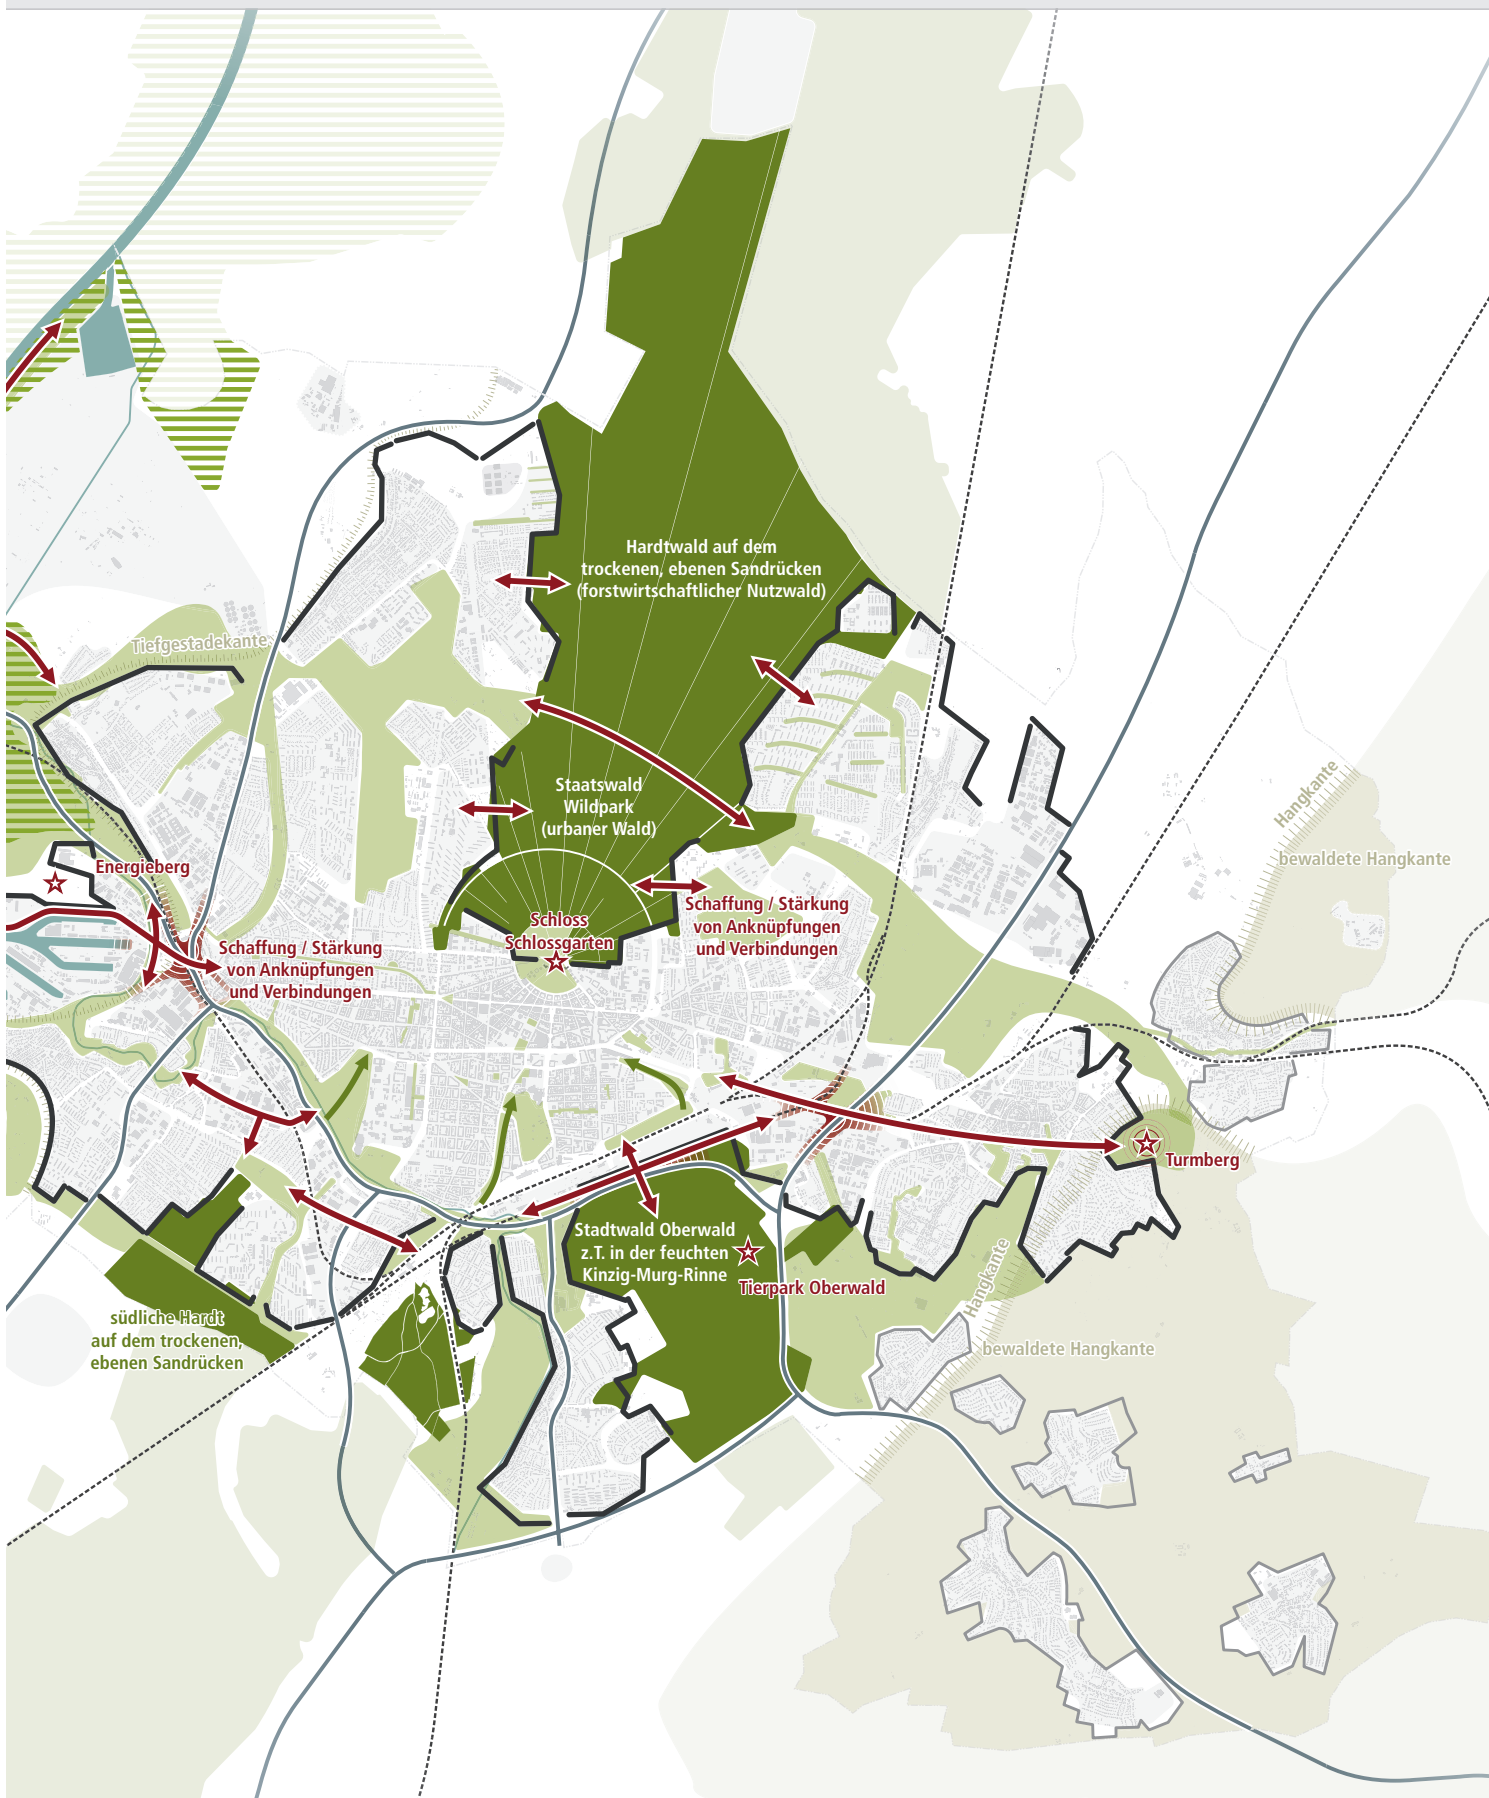 Hardtwald auf dem
trockenen, ebenen Sandrücken
(forstwirtschaftlicher Nutzwald)
Tiefgestadekante
Staatswald
Wildpark
(urbaner Wald)
Hangkante
bewaldete Hangkante
Energieberg
Schloss
Schlossgarten
Schaffung / Stärkung
von Anknüpfungen
und Verbindungen
Schaffung / Stärkung
von Anknüpfungen
und Verbindungen
Turmberg
Stadtwald Oberwald
z.T. in der feuchten
Kinzig-Murg-Rinne
Tierpark Oberwald
Hangkante
bewaldete Hangkante
südliche Hardt
auf dem trockenen,
ebenen Sandrücken